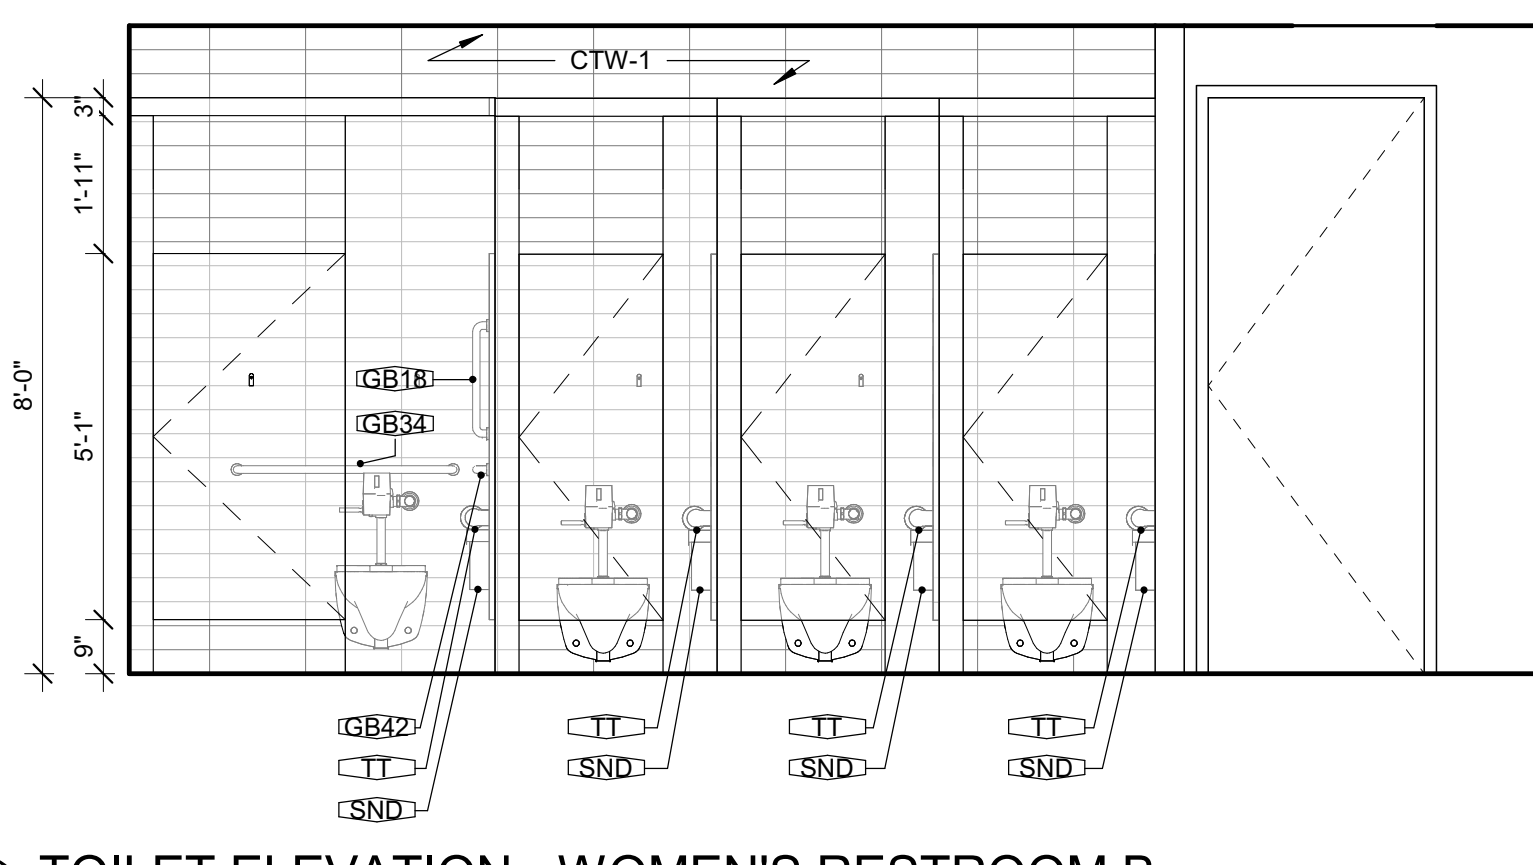 CTW-1
3"
1'-11"
8'-0"
GB18
GB34
5'-1"
9"
GB42
TT
TT
TT
TT
SND
SND
SND
SND
TOILET ELEVATION - WOMEN'S RESTROOM B